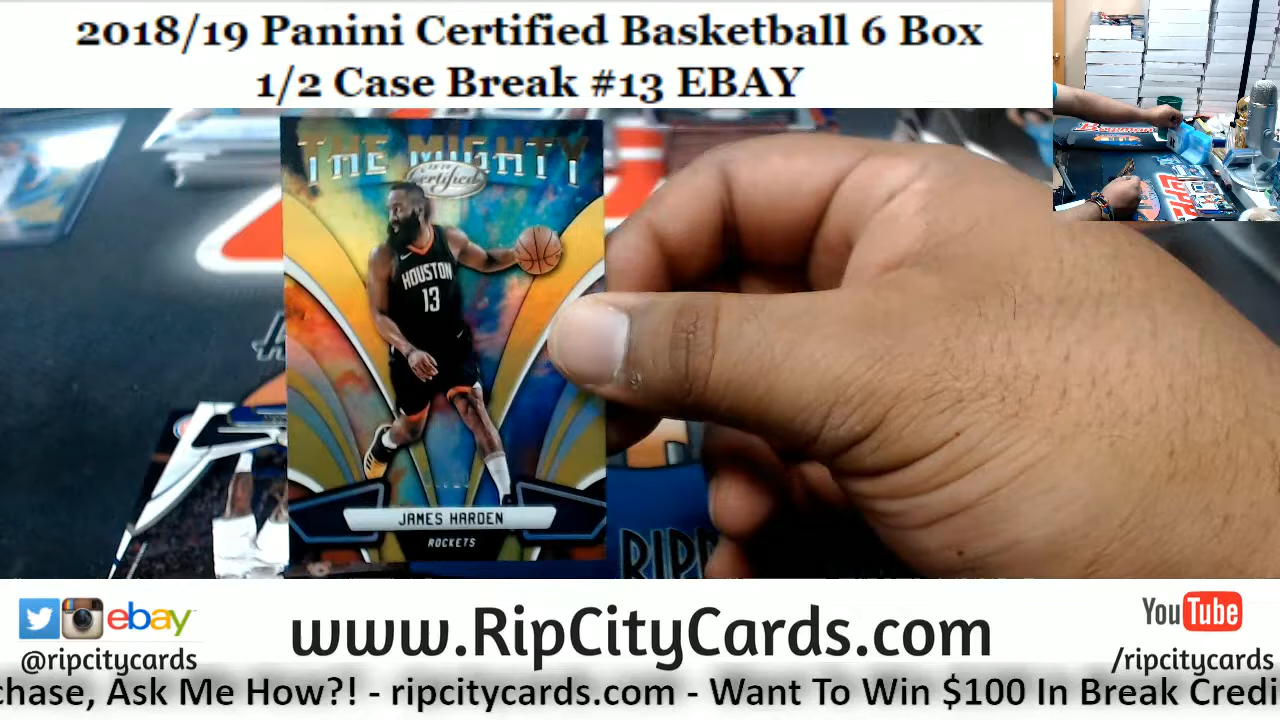 2018/19 Panini Certified Basketball 6 Box
1/2 Case Break #13 EBAY
THE MIGHTY
Certified
HOUSTON
13
JAMES HARDEN
ROCKETS
ebay
@ripcitycards
www.RipCityCards.com
YouTube
/ripcitycards
chase, Ask Me How?! - ripcitycards.com - Want To Win $100 In Break Credi